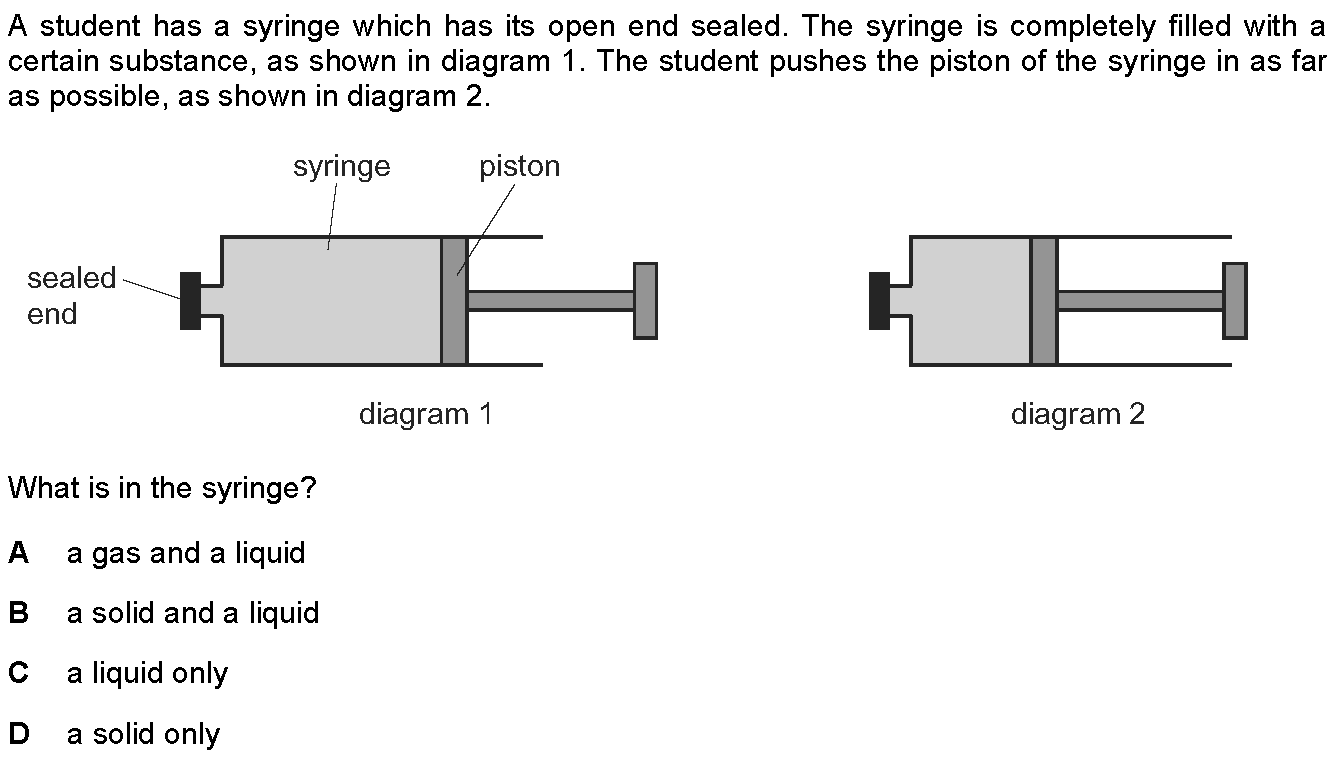 A student has a syringe which has its open end sealed. The syringe is completely filled with a
certain substance, as shown in diagram 1. The student pushes the piston of the syringe in as far
as possible, as shown in diagram 2.
syringe
piston
sealed
end
diagram 1
diagram 2
What is in the syringe?
A a gas and a liquid
B a solid and a liquid
C a liquid only
D a solid only